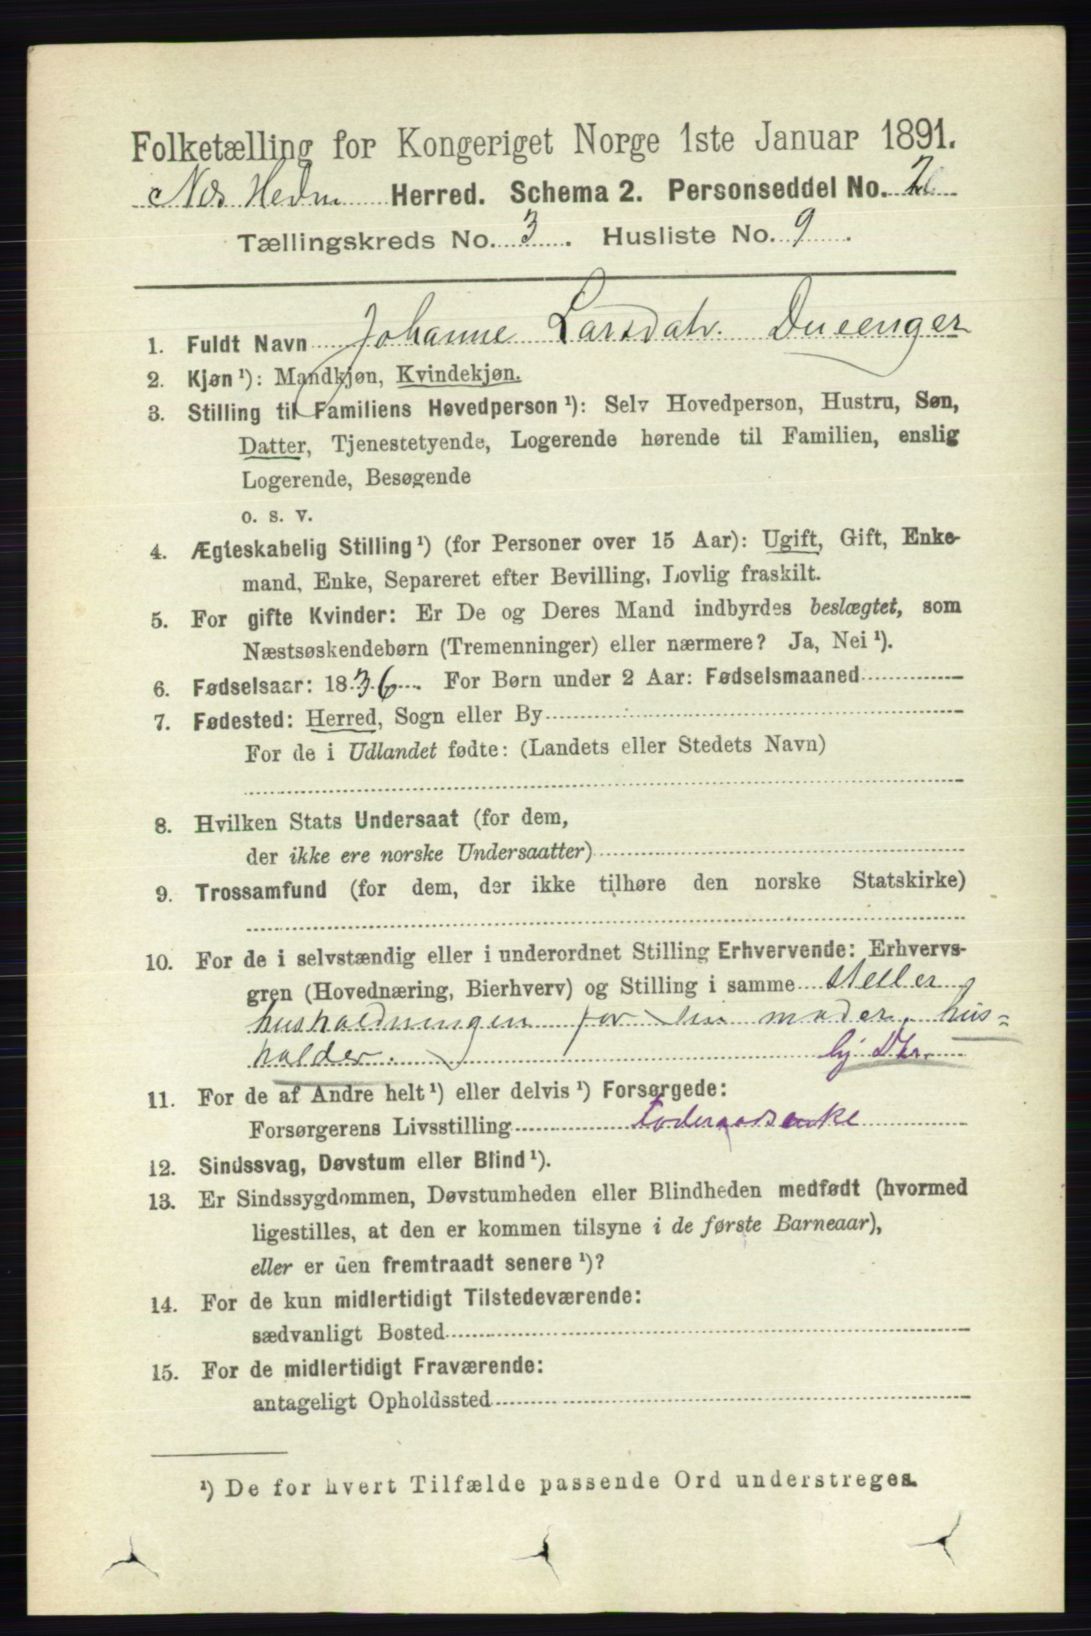 Folketælling for Kongeriget Norge 1ste Januar 1891.
Nes Hedm Herred. Schema 2. Personseddel No.
Tællingskreds No. 3. Husliste No. 9.
1. Fuldt Navn Johanne Larsdatr. Dueenger
2. Kjøn ¹): Mandkjøn, Kvindekjøn.
3. Stilling til Familiens Hovedperson ¹): Selv Hovedperson, Hustru, Søn,
Datter, Tjenestetyende, Logerende hørende til Familien, enslig
Logerende, Besøgende
o. s. v.
4. Ægteskabelig Stilling ¹) (for Personer over 15 Aar): Ugift, Gift, Enke-
mand, Enke, Separeret efter Bevilling, Lovlig fraskilt.
5. For gifte Kvinder: Er De og Deres Mand indbyrdes beslægtet, som
Næstsøskendebørn (Tremenninger) eller nærmere? Ja, Nei ¹).
6. Fødselsaar: 1836. For Børn under 2 Aar: Fødselsmaaned
7. Fødested: Herred, Sogn eller By
For de i Udlandet fødte: (Landets eller Stedets Navn)
8. Hvilken Stats Undersaat (for dem,
der ikke ere norske Undersaatter)
9. Trossamfund (for dem, der ikke tilhøre den norske Statskirke)
10. For de i selvstændig eller i underordnet Stilling Erhvervende: Erhvervs-
gren (Hovednæring, Bierhverv) og Stilling i samme steller
husholdningen for sin moder, hus=
holder. hj Dtr.
11. For de af Andre helt ¹) eller delvis ¹) Forsørgede:
Forsørgerens Livsstilling Foderaadsenke
12. Sindssvag, Døvstum eller Blind ¹).
13. Er Sindssygdommen, Døvstumheden eller Blindheden medfødt (hvormed
ligestilles, at den er kommen tilsyne i de første Barneaar),
eller er den fremtraadt senere ¹)?
14. For de kun midlertidigt Tilstedeværende:
sædvanligt Bosted
15. For de midlertidigt Fraværende:
antageligt Opholdssted
¹) De for hvert Tilfælde passende Ord understreges.